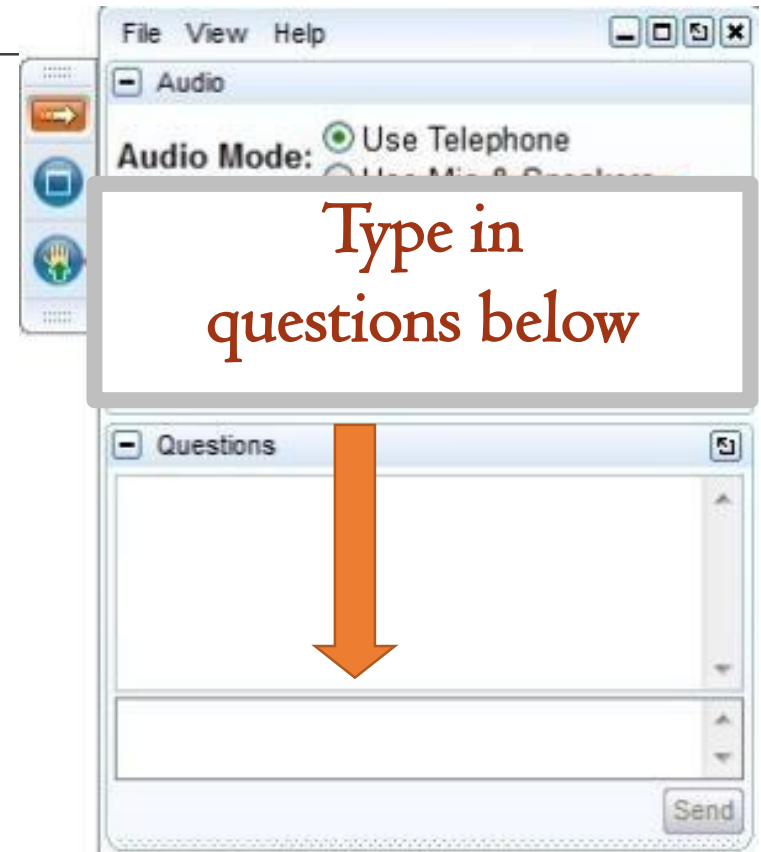 File View Help
Audio
Audio Mode: Use Telephone
Type in
questions below
Questions
Send